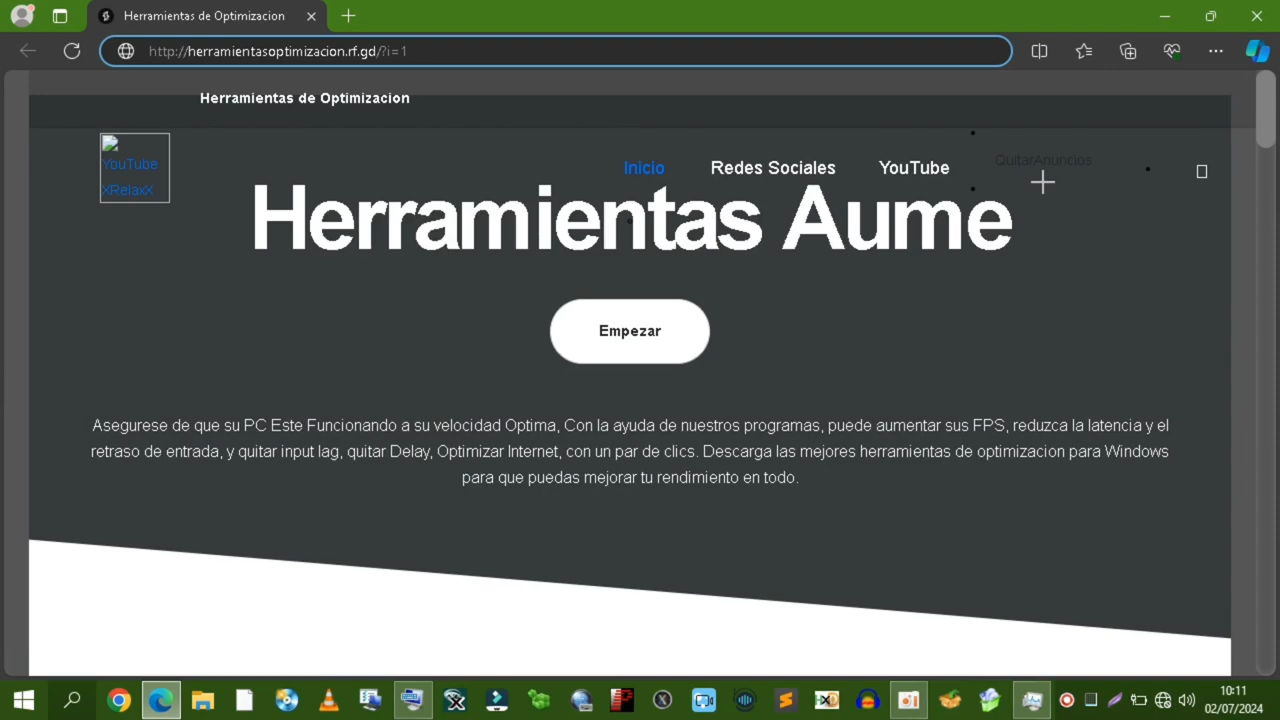 Herramientas de Optimizacion
http://herramientasoptimizacion.rf.gd/?i=1
Herramientas de Optimizacion
YouTube
XRelaxX
Inicio
Redes Sociales
YouTube
QuitarAnuncios
Herramientas Aume
Empezar
Asegurese de que su PC Este Funcionando a su velocidad Optima, Con la ayuda de nuestros programas, puede aumentar sus FPS, reduzca la latencia y el
retraso de entrada, y quitar input lag, quitar Delay, Optimizar Internet, con un par de clics. Descarga las mejores herramientas de optimizacion para Windows
para que puedas mejorar tu rendimiento en todo.
10:11
02/07/2024